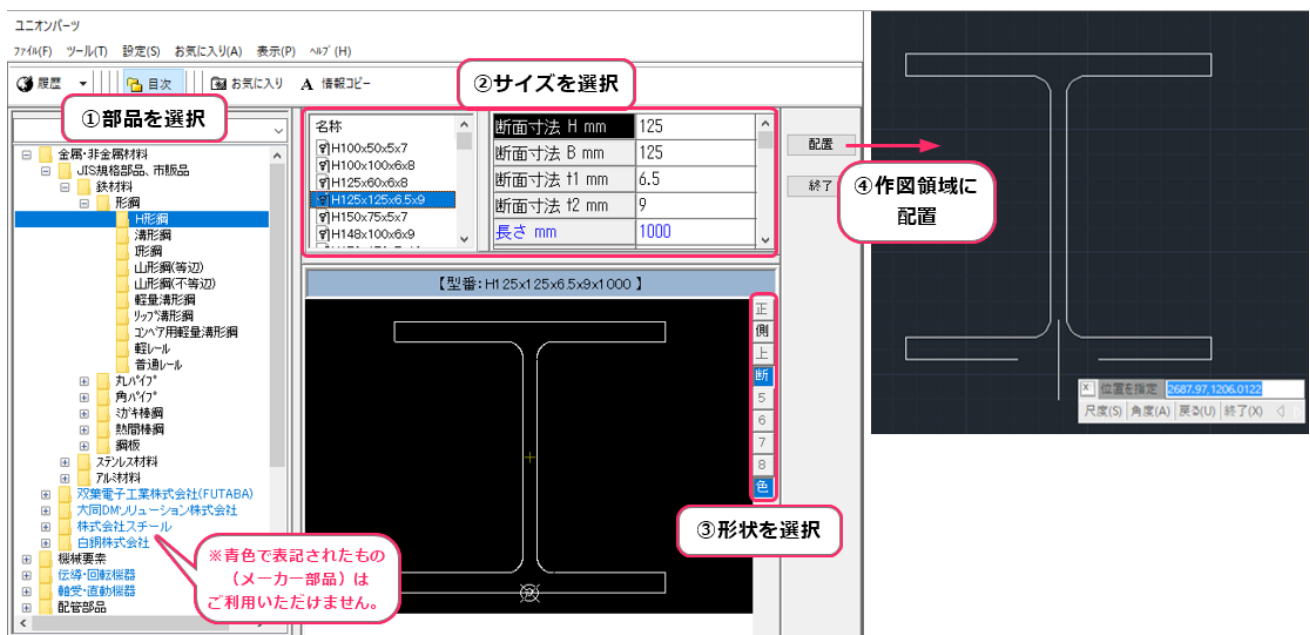 ユニオンパーツ
ファイル(F) ツール(T) 設定(S) お気に入り(A) 表示(P) ヘルプ(H)
履歴 目次 お気に入り A 情報コピー
①部品を選択
②サイズを選択
金属・非金属材料
JIS規格部品、市販品
鉄材料
形鋼
H形鋼
溝形鋼
I形鋼
山形鋼(等辺)
山形鋼(不等辺)
軽量溝形鋼
リップ溝形鋼
コンベア用軽量溝形鋼
軽レール
普通レール
丸パイプ
角パイプ
ミガキ棒鋼
熱間棒鋼
鋼板
ステンレス材料
アルミ材料
双葉電子工業株式会社(FUTABA)
大同DMソリューション株式会社
株式会社スチール
白銅株式会社
機械要素
伝導・回転機器
軸受・直動機器
配管部品
※青色で表記されたもの
(メーカー部品)は
ご利用いただけません。
名称
H100x50x5x7
H100x100x6x8
H125x60x6x8
H125x125x6.5x9
H150x75x5x7
H148x100x6x9
断面寸法 H mm 125
断面寸法 B mm 125
断面寸法 t1 mm 6.5
断面寸法 t2 mm 9
長さ mm 1000
【型番:H125x125x6.5x9x1000 】
正
側
上
断
5
6
7
8
色
③形状を選択
配置
終了
④作図領域に
配置
位置を指定 2687.97,1206.0122
尺度(S) 角度(A) 戻る(U) 終了(X)